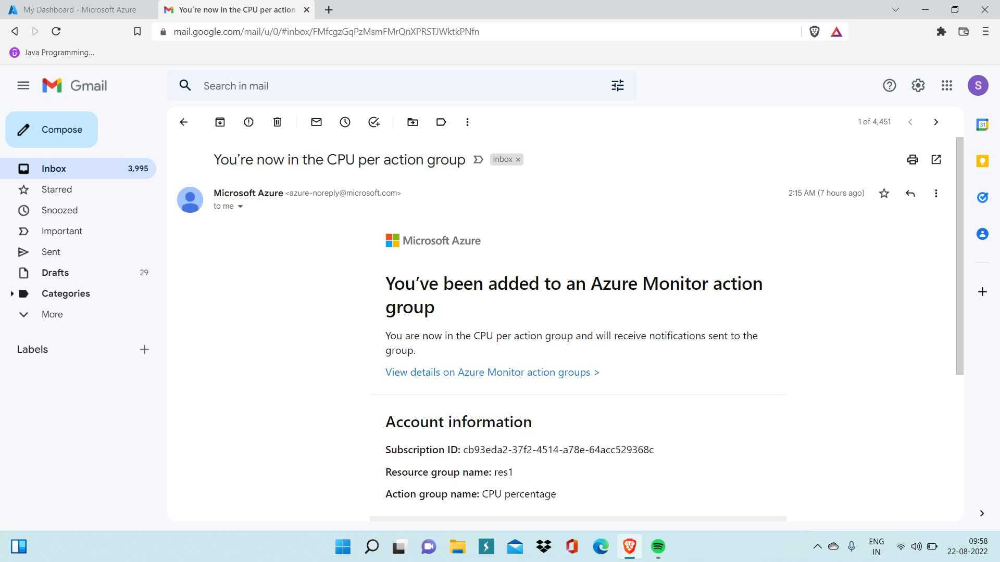 My Dashboard - Microsoft Azure
You're now in the CPU per action
mail.google.com/mail/u/0/#inbox/FMfcgzGqPzMsmFMrQnXPRSTJWktkPNfn
Java Programming...
Gmail
Search in mail
S
Compose
1 of 4,451
31
You're now in the CPU per action group
Inbox ×
Inbox 3,995
Starred
Snoozed
Important
Sent
Drafts 29
Categories
More
Labels
Microsoft Azure <azure-noreply@microsoft.com>
2:15 AM (7 hours ago)
to me
Microsoft Azure
You've been added to an Azure Monitor action
group
You are now in the CPU per action group and will receive notifications sent to the
group.
View details on Azure Monitor action groups >
Account information
Subscription ID: cb93eda2-37f2-4514-a78e-64acc529368c
Resource group name: res1
Action group name: CPU percentage
ENG
IN
09:58
22-08-2022